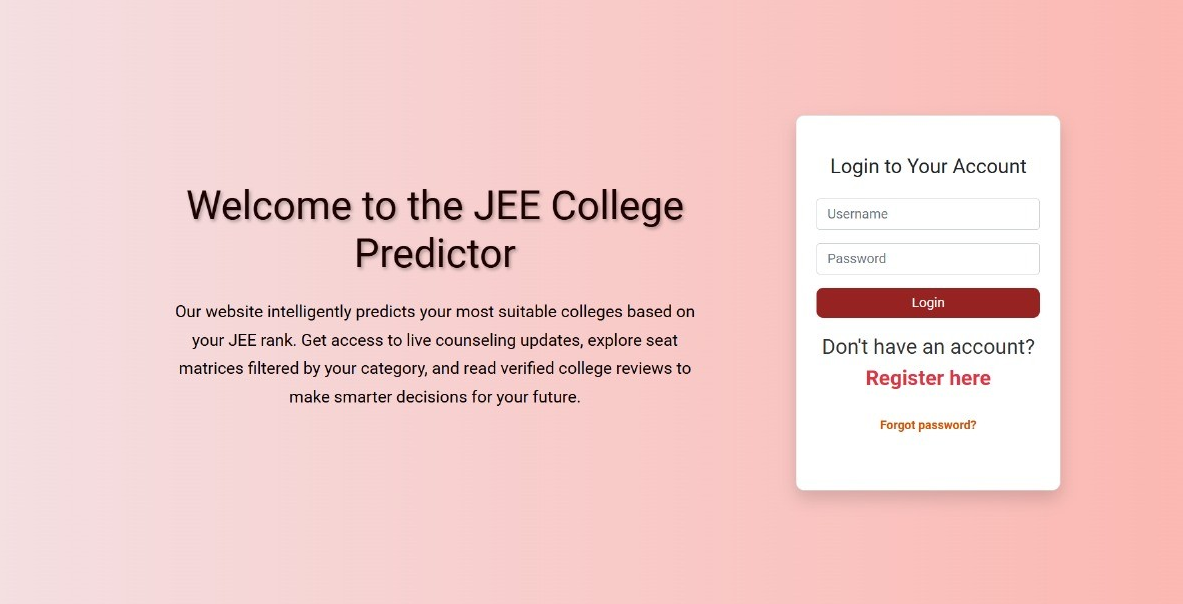 Welcome to the JEE College
Predictor
Our website intelligently predicts your most suitable colleges based on
your JEE rank. Get access to live counseling updates, explore seat
matrices filtered by your category, and read verified college reviews to
make smarter decisions for your future.
Login to Your Account
Username
Password
Login
Don't have an account?
Register here
Forgot password?